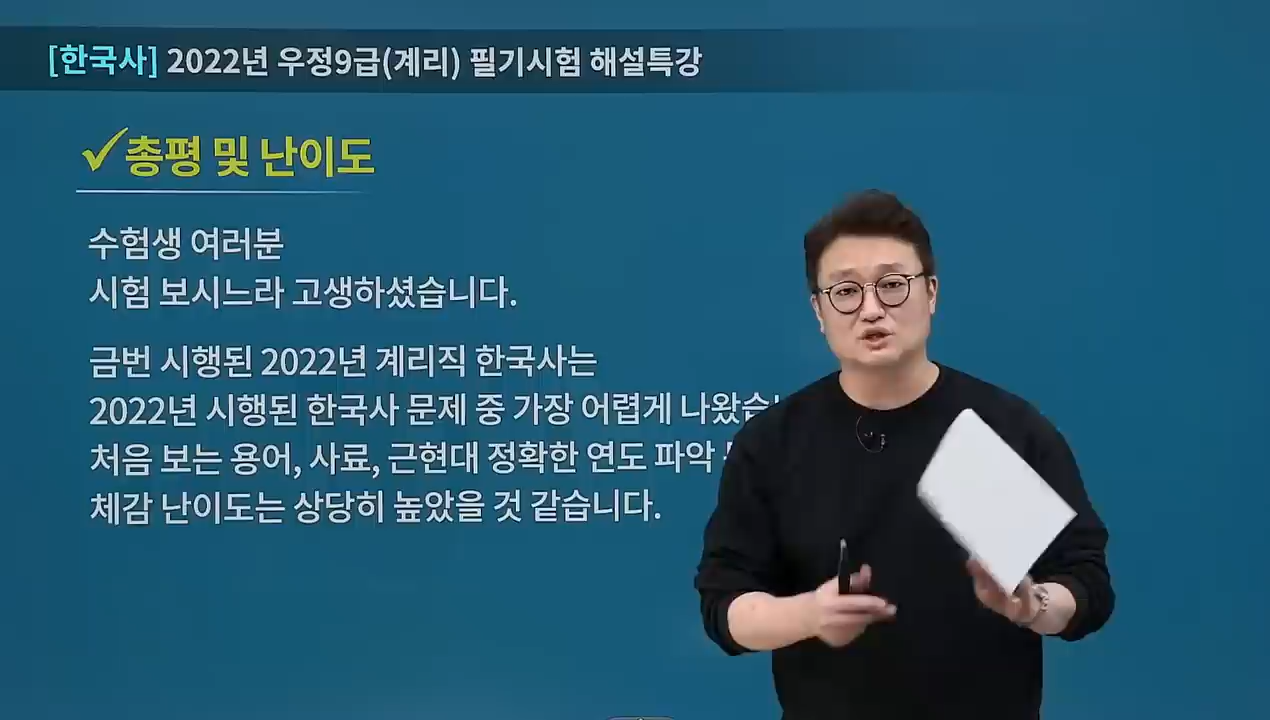 [한국사] 2022년 우정9급(계리) 필기시험 해설특강
총평 및 난이도
수험생 여러분
시험 보시느라 고생하셨습니다.
금번 시행된 2022년 계리직 한국사는
2022년 시행된 한국사 문제 중 가장 어렵게
처음 보는 용어, 사료, 근현대 정확한 연도 파악
체감 난이도는 상당히 높았을 것 같습니다.